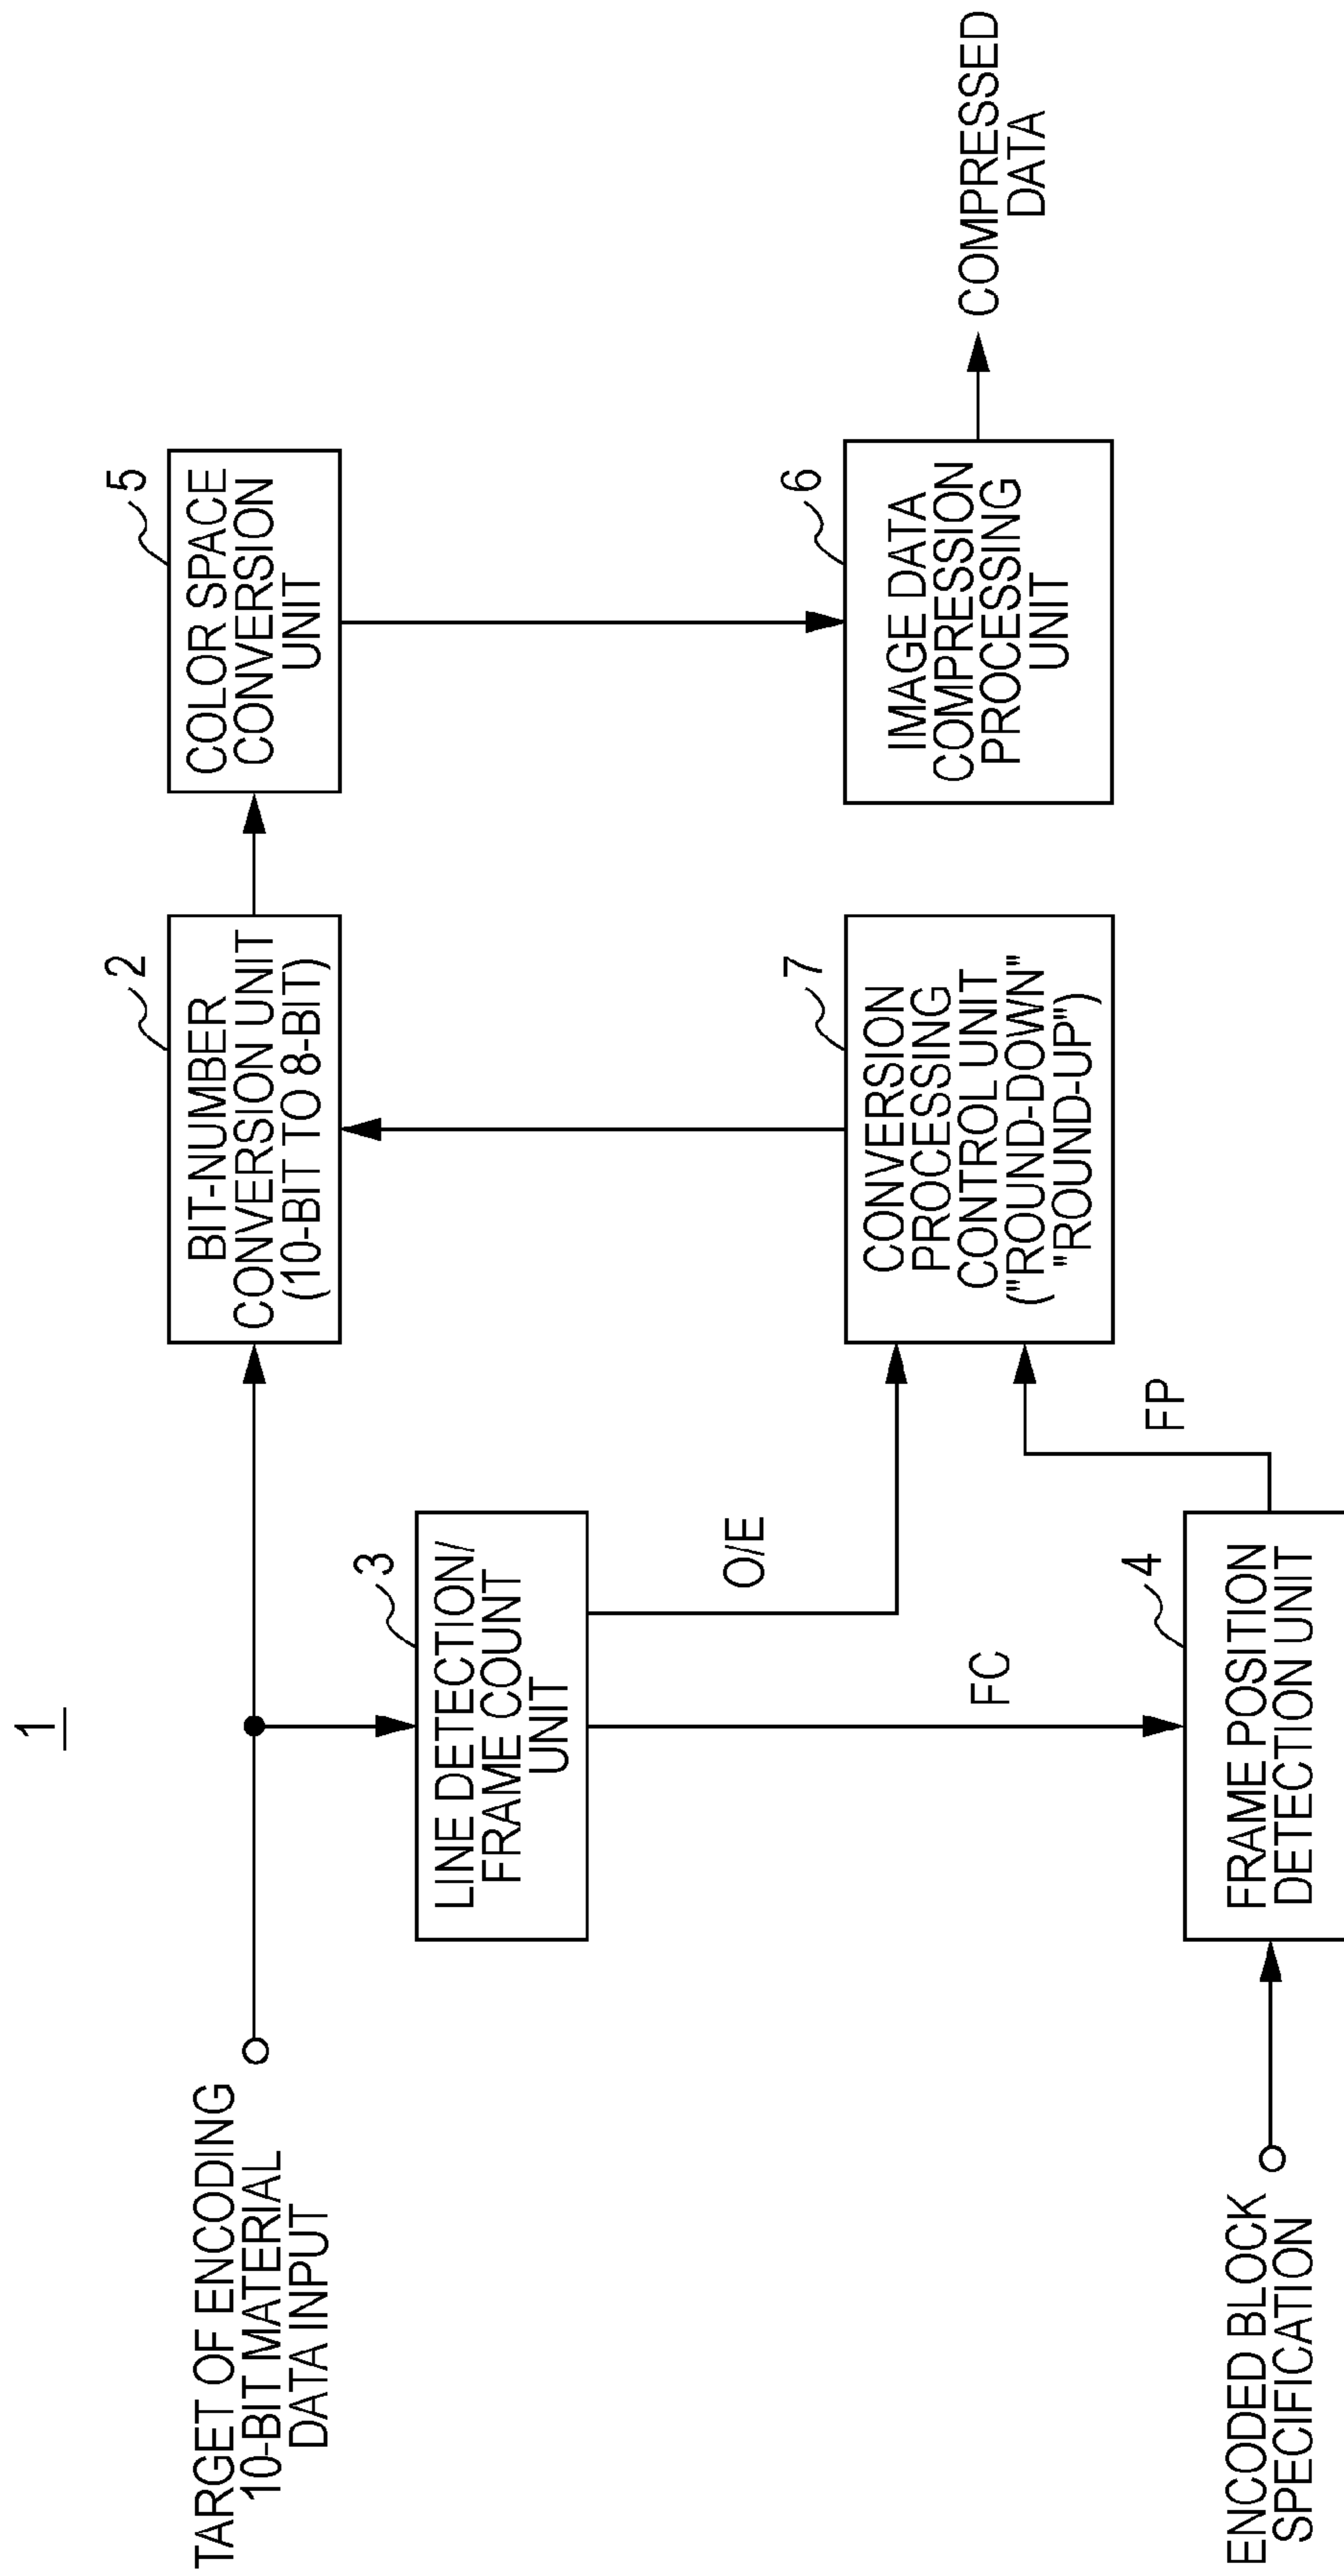 1
TARGET OF ENCODING
10-BIT MATERIAL
DATA INPUT
2
BIT-NUMBER
CONVERSION UNIT
(10-BIT TO 8-BIT)
5
COLOR SPACE
CONVERSION
UNIT
3
LINE DETECTION/
FRAME COUNT
UNIT
O/E
FC
7
CONVERSION
PROCESSING
CONTROL UNIT
("ROUND-DOWN"
"ROUND-UP")
6
IMAGE DATA
COMPRESSION
PROCESSING
UNIT
COMPRESSED
DATA
FP
4
FRAME POSITION
DETECTION UNIT
ENCODED BLOCK
SPECIFICATION